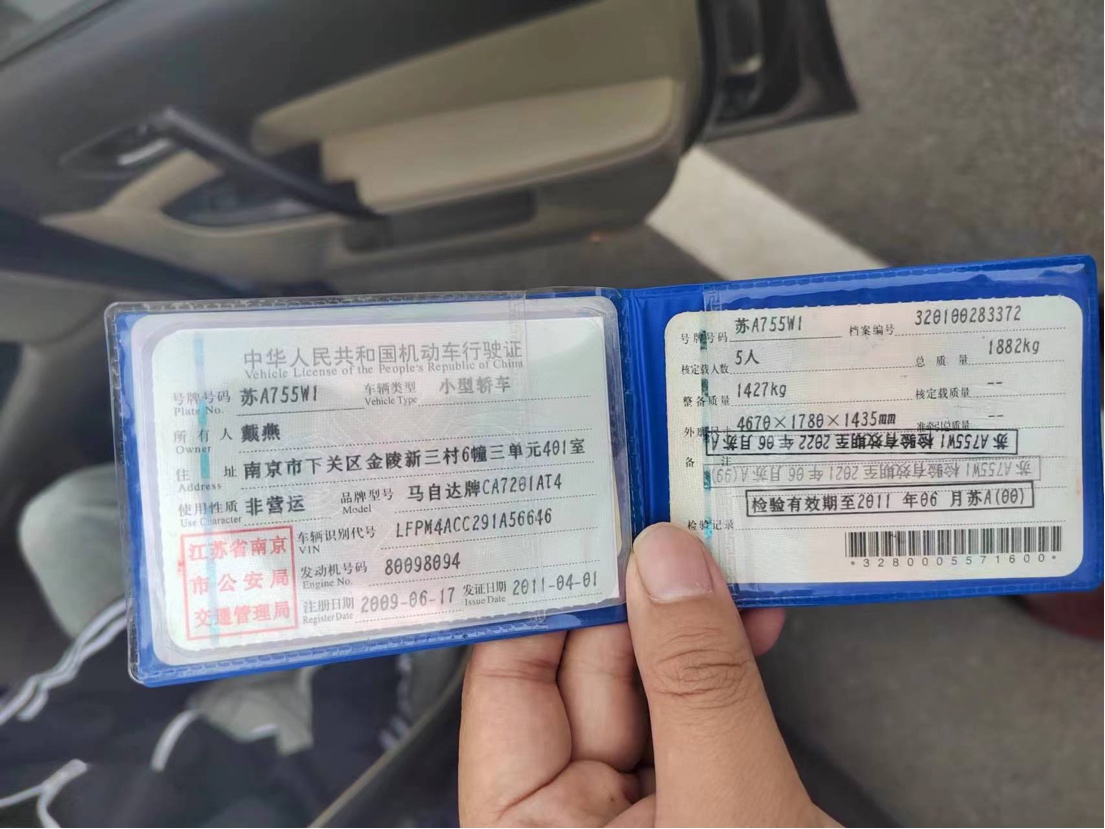 中华人民共和国机动车行驶证
Vehicle License of the People's Republic of China
号牌号码 苏A755W1 车辆类型 小型轿车
Plate No. Vehicle Type
所有人 戴燕
Owner
住址 南京市下关区金陵新三村6幢三单元401室
Address
使用性质 非营运 品牌型号 马自达牌CA7201AT4
Use Character Model
江苏省南京
市公安局
交通管理局
车辆识别代号 LFPM4ACC291A56646
VIN
发动机号码 80098094
Engine No.
注册日期 2009-06-17 发证日期 2011-04-01
Register Date Issue Date
号牌号码 苏A755W1 档案编号 320100283372
核定载人数 5人 总质量 1882kg
整备质量 1427kg 核定载质量 --
外廓尺寸 4670×1780×1435mm 准牵引总质量 --
苏A755W1 检验有效期至2022 年 06 月苏A
备注
苏A755W1 检验有效期至2021 年 06 月苏A(99)
检验有效期至2011 年06 月苏A(00)
检验记录
*3280005571600*